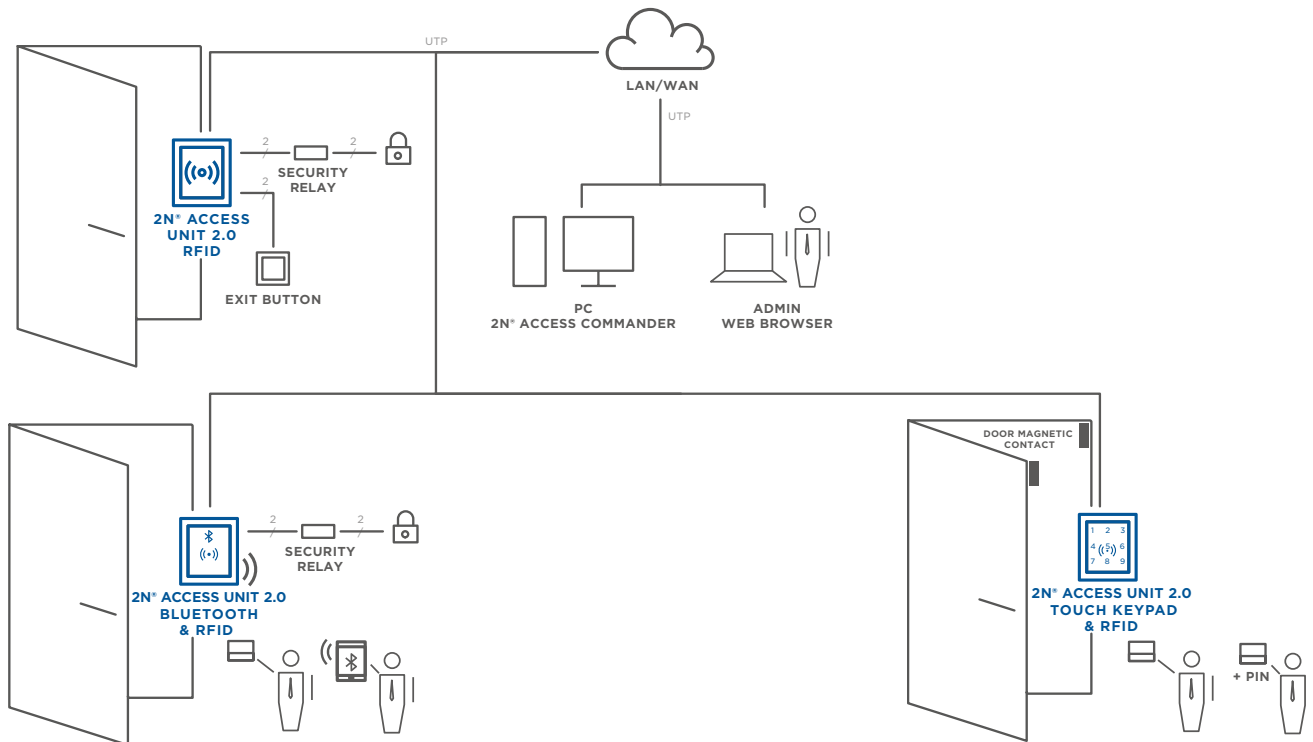 UTP
LAN/WAN
UTP
2
2
SECURITY
RELAY
2
2N® ACCESS
UNIT 2.0
RFID
EXIT BUTTON
PC
2N® ACCESS COMMANDER
ADMIN
WEB BROWSER
2
2
SECURITY
RELAY
2N® ACCESS UNIT 2.0
BLUETOOTH
& RFID
DOOR MAGNETIC
CONTACT
1 2 3
4 5 6
7 8 9
2N® ACCESS UNIT 2.0
TOUCH KEYPAD
& RFID
+ PIN